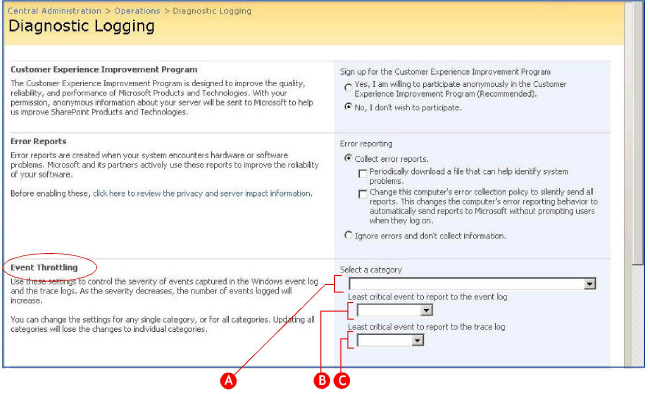 Central Administration > Operations > Diagnostic Logging
Diagnostic Logging
Customer Experience Improvement Program
The Customer Experience Improvement Program is designed to improve the quality,
reliability, and performance of Microsoft Products and Technologies. With your
permission, anonymous information about your server will be sent to Microsoft to help
us improve SharePoint Products and Technologies.
Sign up for the Customer Experience Improvement Program
Yes, I am willing to participate anonymously in the Customer
Experience Improvement Program (Recommended).
No, I don't wish to participate.
Error Reports
Error reports are created when your system encounters hardware or software
problems. Microsoft and its partners actively use these reports to improve the reliability
of your software.
Before enabling these, click here to review the privacy and server impact information.
Error reporting
Collect error reports.
Periodically download a file that can help identify system
problems.
Change this computer's error collection policy to silently send all
reports. This changes the computer's error reporting behavior to
automatically send reports to Microsoft without prompting users
when they log on.
Ignore errors and don't collect information.
Event Throttling
Use these settings to control the severity of events captured in the Windows event log
and the trace logs. As the severity decreases, the number of events logged will
increase.
You can change the settings for any single category, or for all categories. Updating all
categories will lose the changes to individual categories.
Select a category
Least critical event to report to the event log
Least critical event to report to the trace log
A
B
C